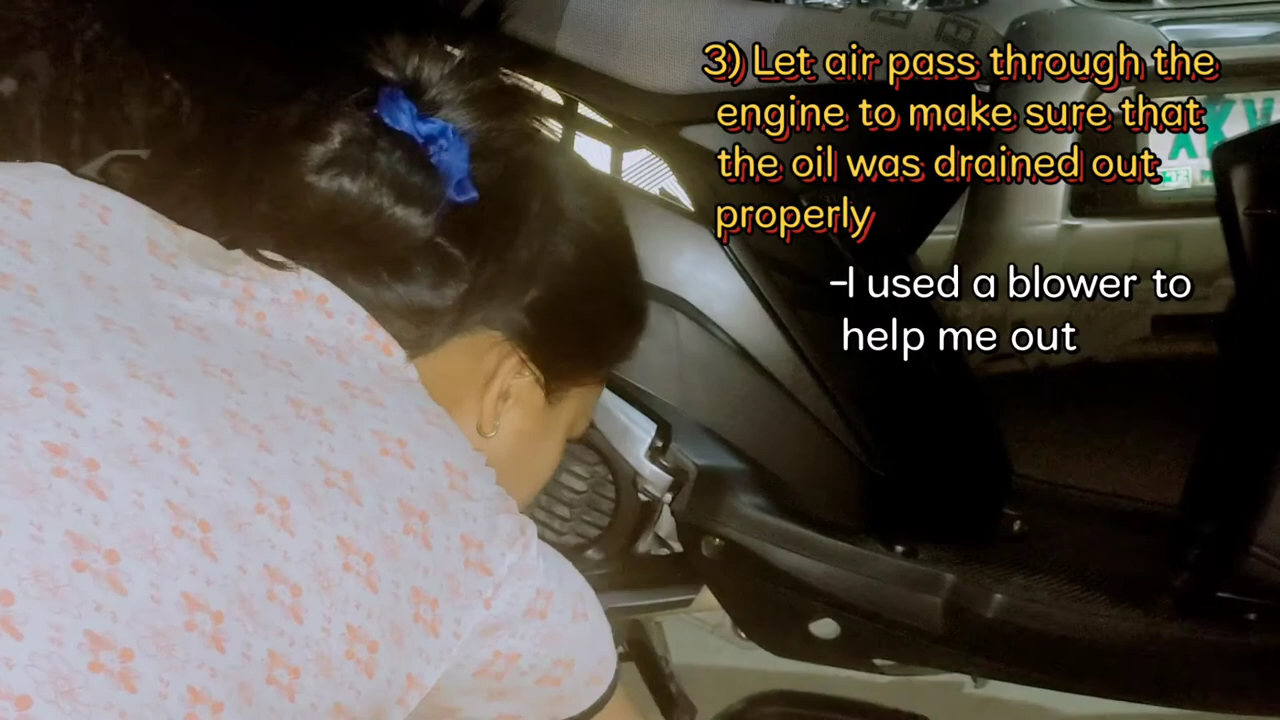 3) Let air pass through the
engine to make sure that
the oil was drained out
properly
-I used a blower to
help me out